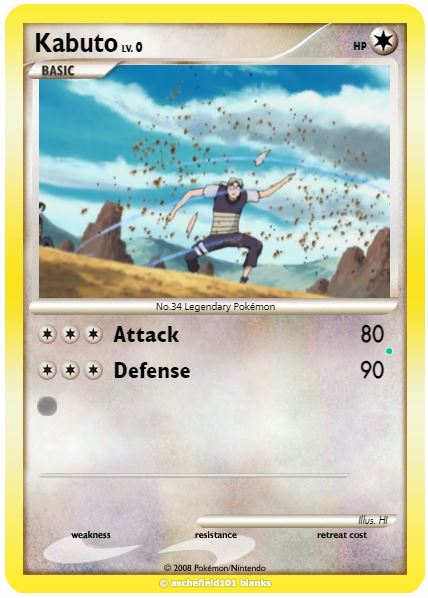 Kabuto LV. 0 HP
BASIC
No.34 Legendary Pokémon
Attack 80
Defense 90
Illus. HI
weakness resistance retreat cost
© 2008 Pokémon/Nintendo
© aschefield101 blanks